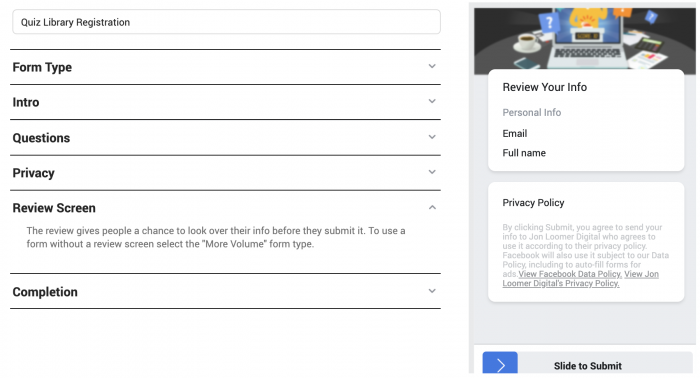 Quiz Library Registration
Form Type
Intro
Questions
Privacy
Review Screen
The review gives people a chance to look over their info before they submit it. To use a
form without a review screen select the "More Volume" form type.
Completion
Review Your Info
Personal Info
Email
Full name
Privacy Policy
By clicking Submit, you agree to send your
info to Jon Loomer Digital who agrees to
use it according to their privacy policy.
Facebook will also use it subject to our Data
Policy, including to auto-fill forms for
ads.View Facebook Data Policy. View Jon
Loomer Digital's Privacy Policy.
Slide to Submit